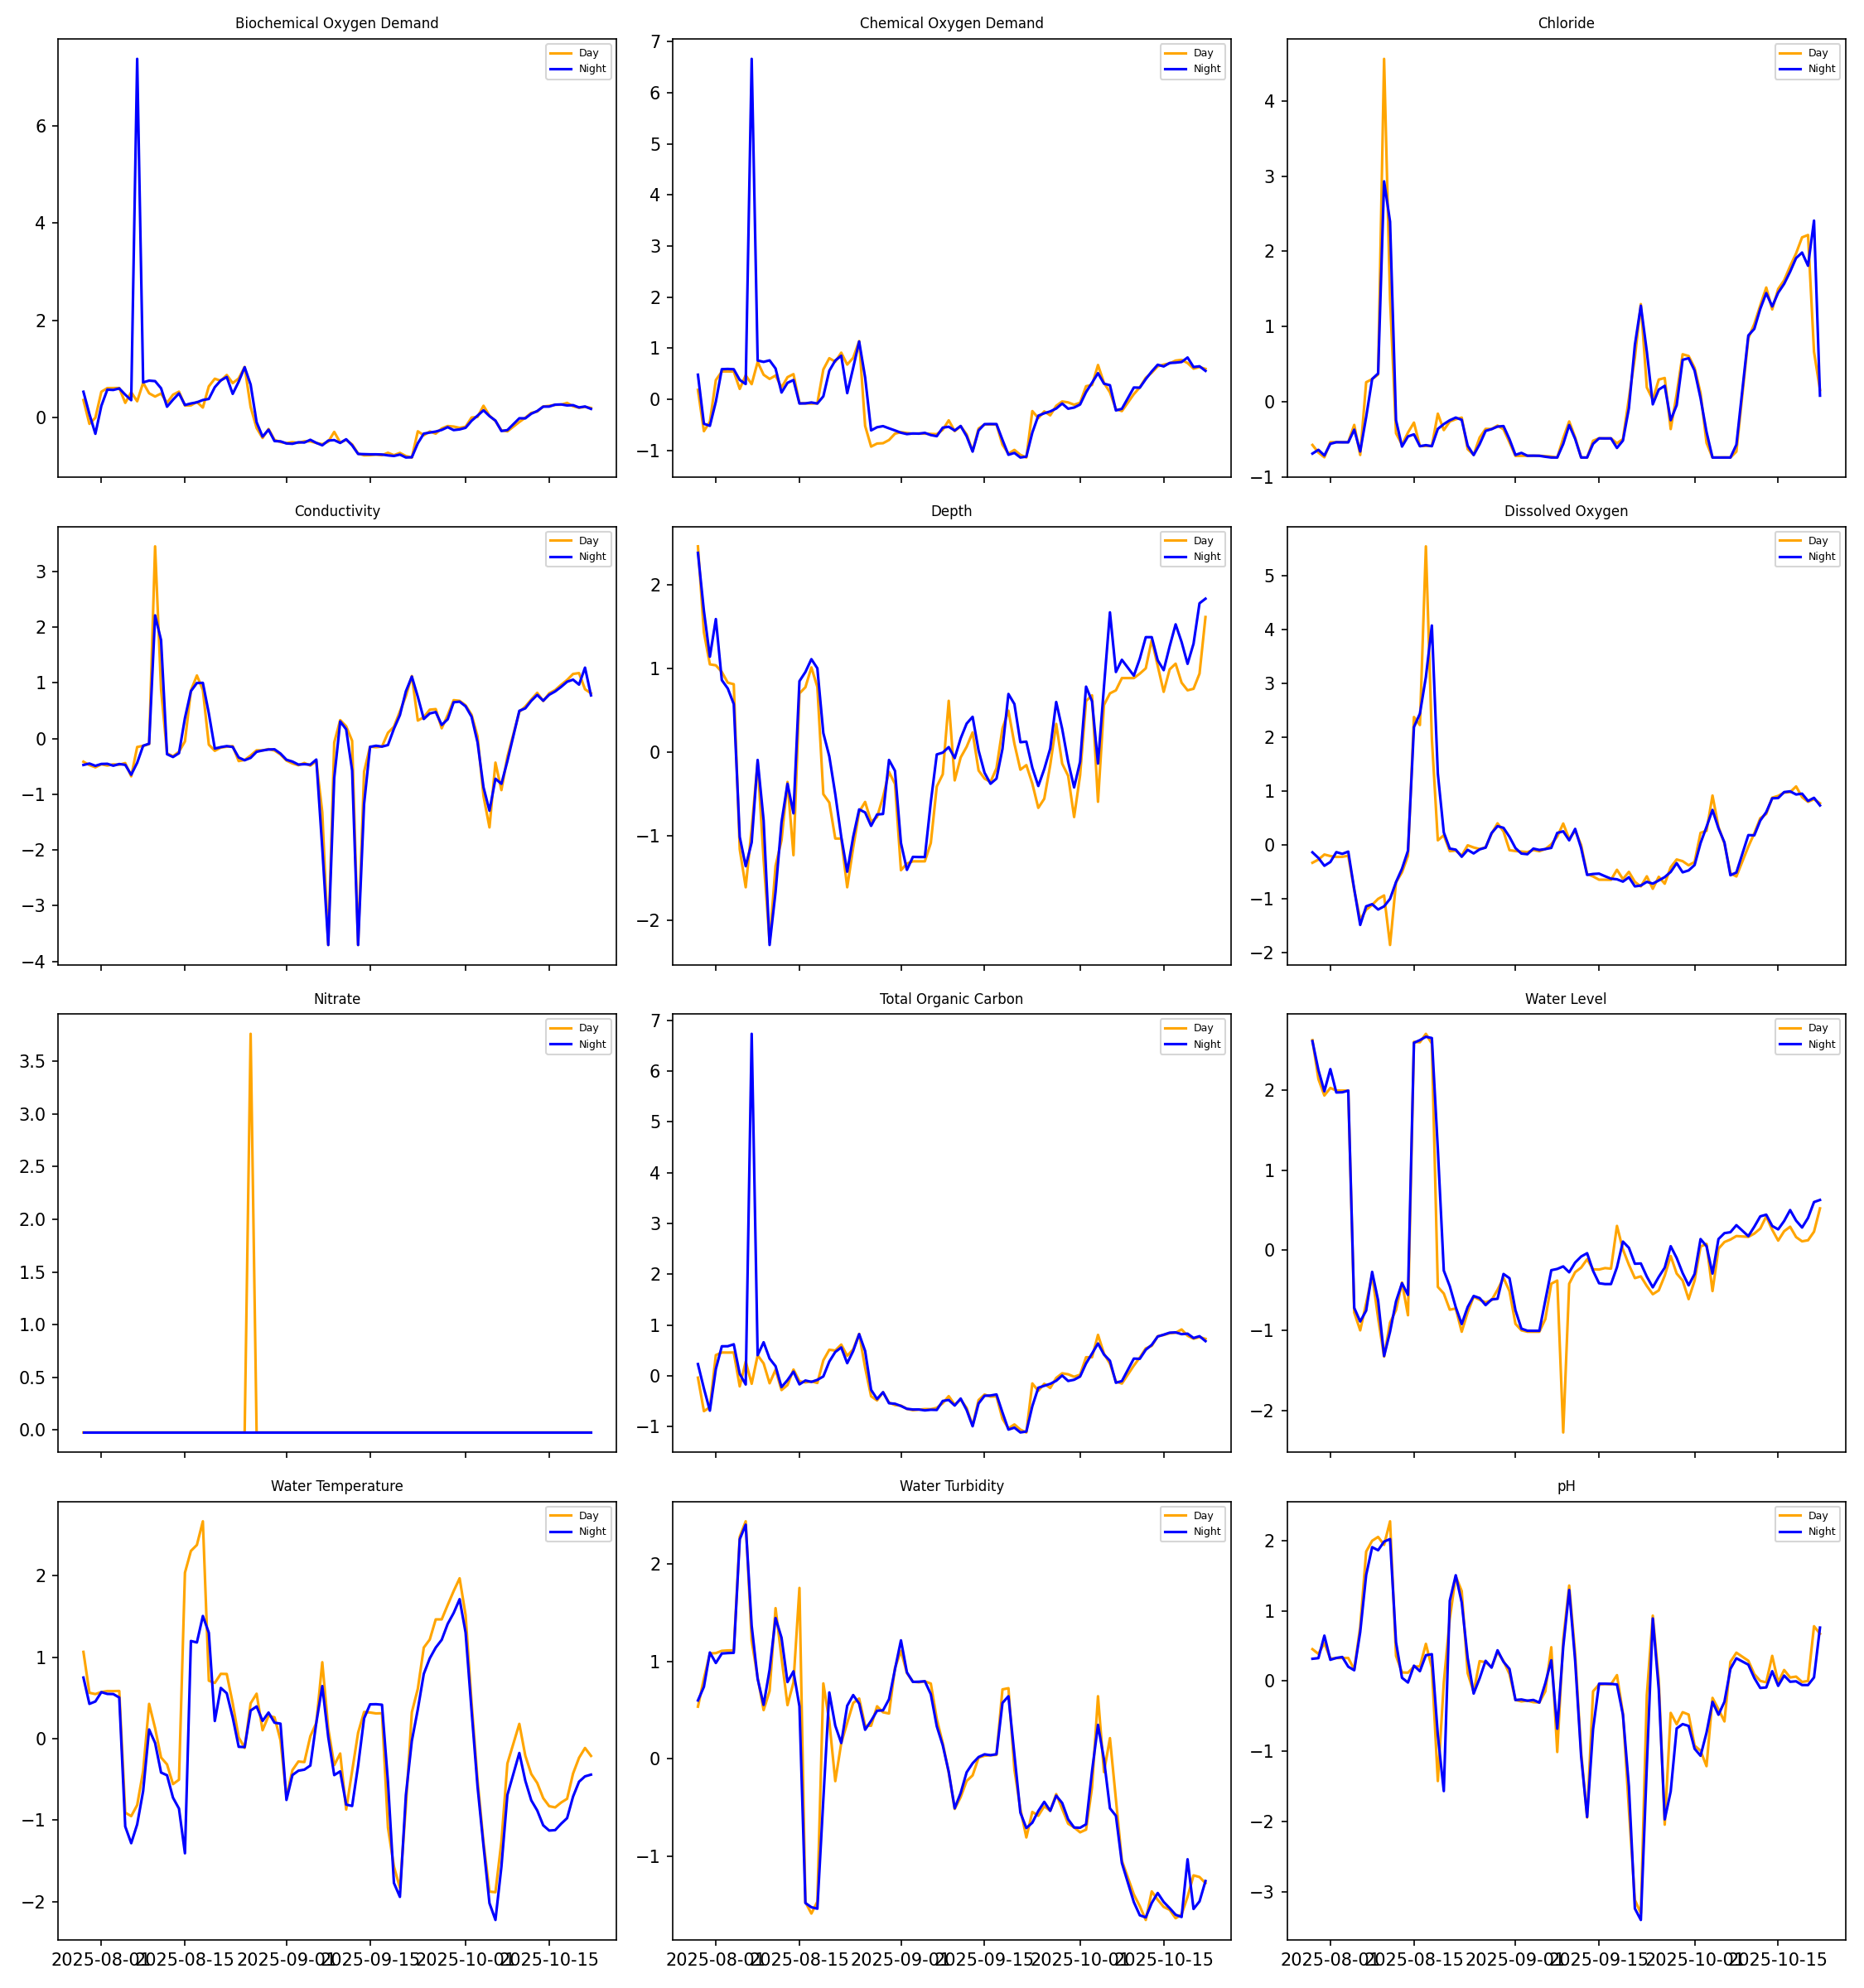 Biochemical Oxygen Demand
Day
Night
6
4
2
0
Chemical Oxygen Demand
Day
Night
7
6
5
4
3
2
1
0
−1
Chloride
Day
Night
4
3
2
1
0
−1
Conductivity
Day
Night
3
2
1
0
−1
−2
−3
−4
Depth
Day
Night
2
1
0
−1
−2
Dissolved Oxygen
Day
Night
5
4
3
2
1
0
−1
−2
Nitrate
Day
Night
3.5
3.0
2.5
2.0
1.5
1.0
0.5
0.0
Total Organic Carbon
Day
Night
7
6
5
4
3
2
1
0
−1
Water Level
Day
Night
2
1
0
−1
−2
Water Temperature
Day
Night
2
1
0
−1
−2
2025-08-01 2025-08-15 2025-09-01 2025-09-15 2025-10-01 2025-10-15
Water Turbidity
Day
Night
2
1
0
−1
2025-08-01 2025-08-15 2025-09-01 2025-09-15 2025-10-01 2025-10-15
pH
Day
Night
2
1
0
−1
−2
−3
2025-08-01 2025-08-15 2025-09-01 2025-09-15 2025-10-01 2025-10-15